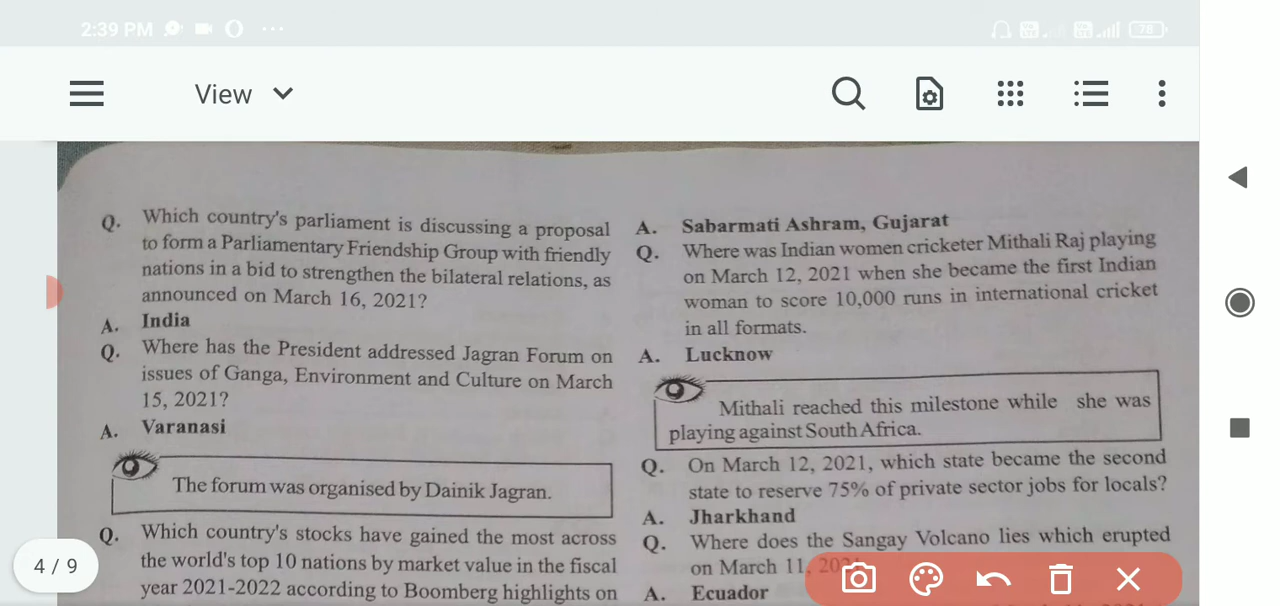 2:39 PM
78
View
Q. Which country's parliament is discussing a proposal
to form a Parliamentary Friendship Group with friendly
nations in a bid to strengthen the bilateral relations, as
announced on March 16, 2021?
A. India
Q. Where has the President addressed Jagran Forum on
issues of Ganga, Environment and Culture on March
15, 2021?
A. Varanasi
The forum was organised by Dainik Jagran.
Q. Which country's stocks have gained the most across
the world's top 10 nations by market value in the fiscal
year 2021-2022 according to Boomberg highlights on
A. Sabarmati Ashram, Gujarat
Q. Where was Indian women cricketer Mithali Raj playing
on March 12, 2021 when she became the first Indian
woman to score 10,000 runs in international cricket
in all formats.
A. Lucknow
Mithali reached this milestone while she was
playing against South Africa.
Q. On March 12, 2021, which state became the second
state to reserve 75% of private sector jobs for locals?
A. Jharkhand
Q. Where does the Sangay Volcano lies which erupted
on March 11,
A. Ecuador
4 / 9